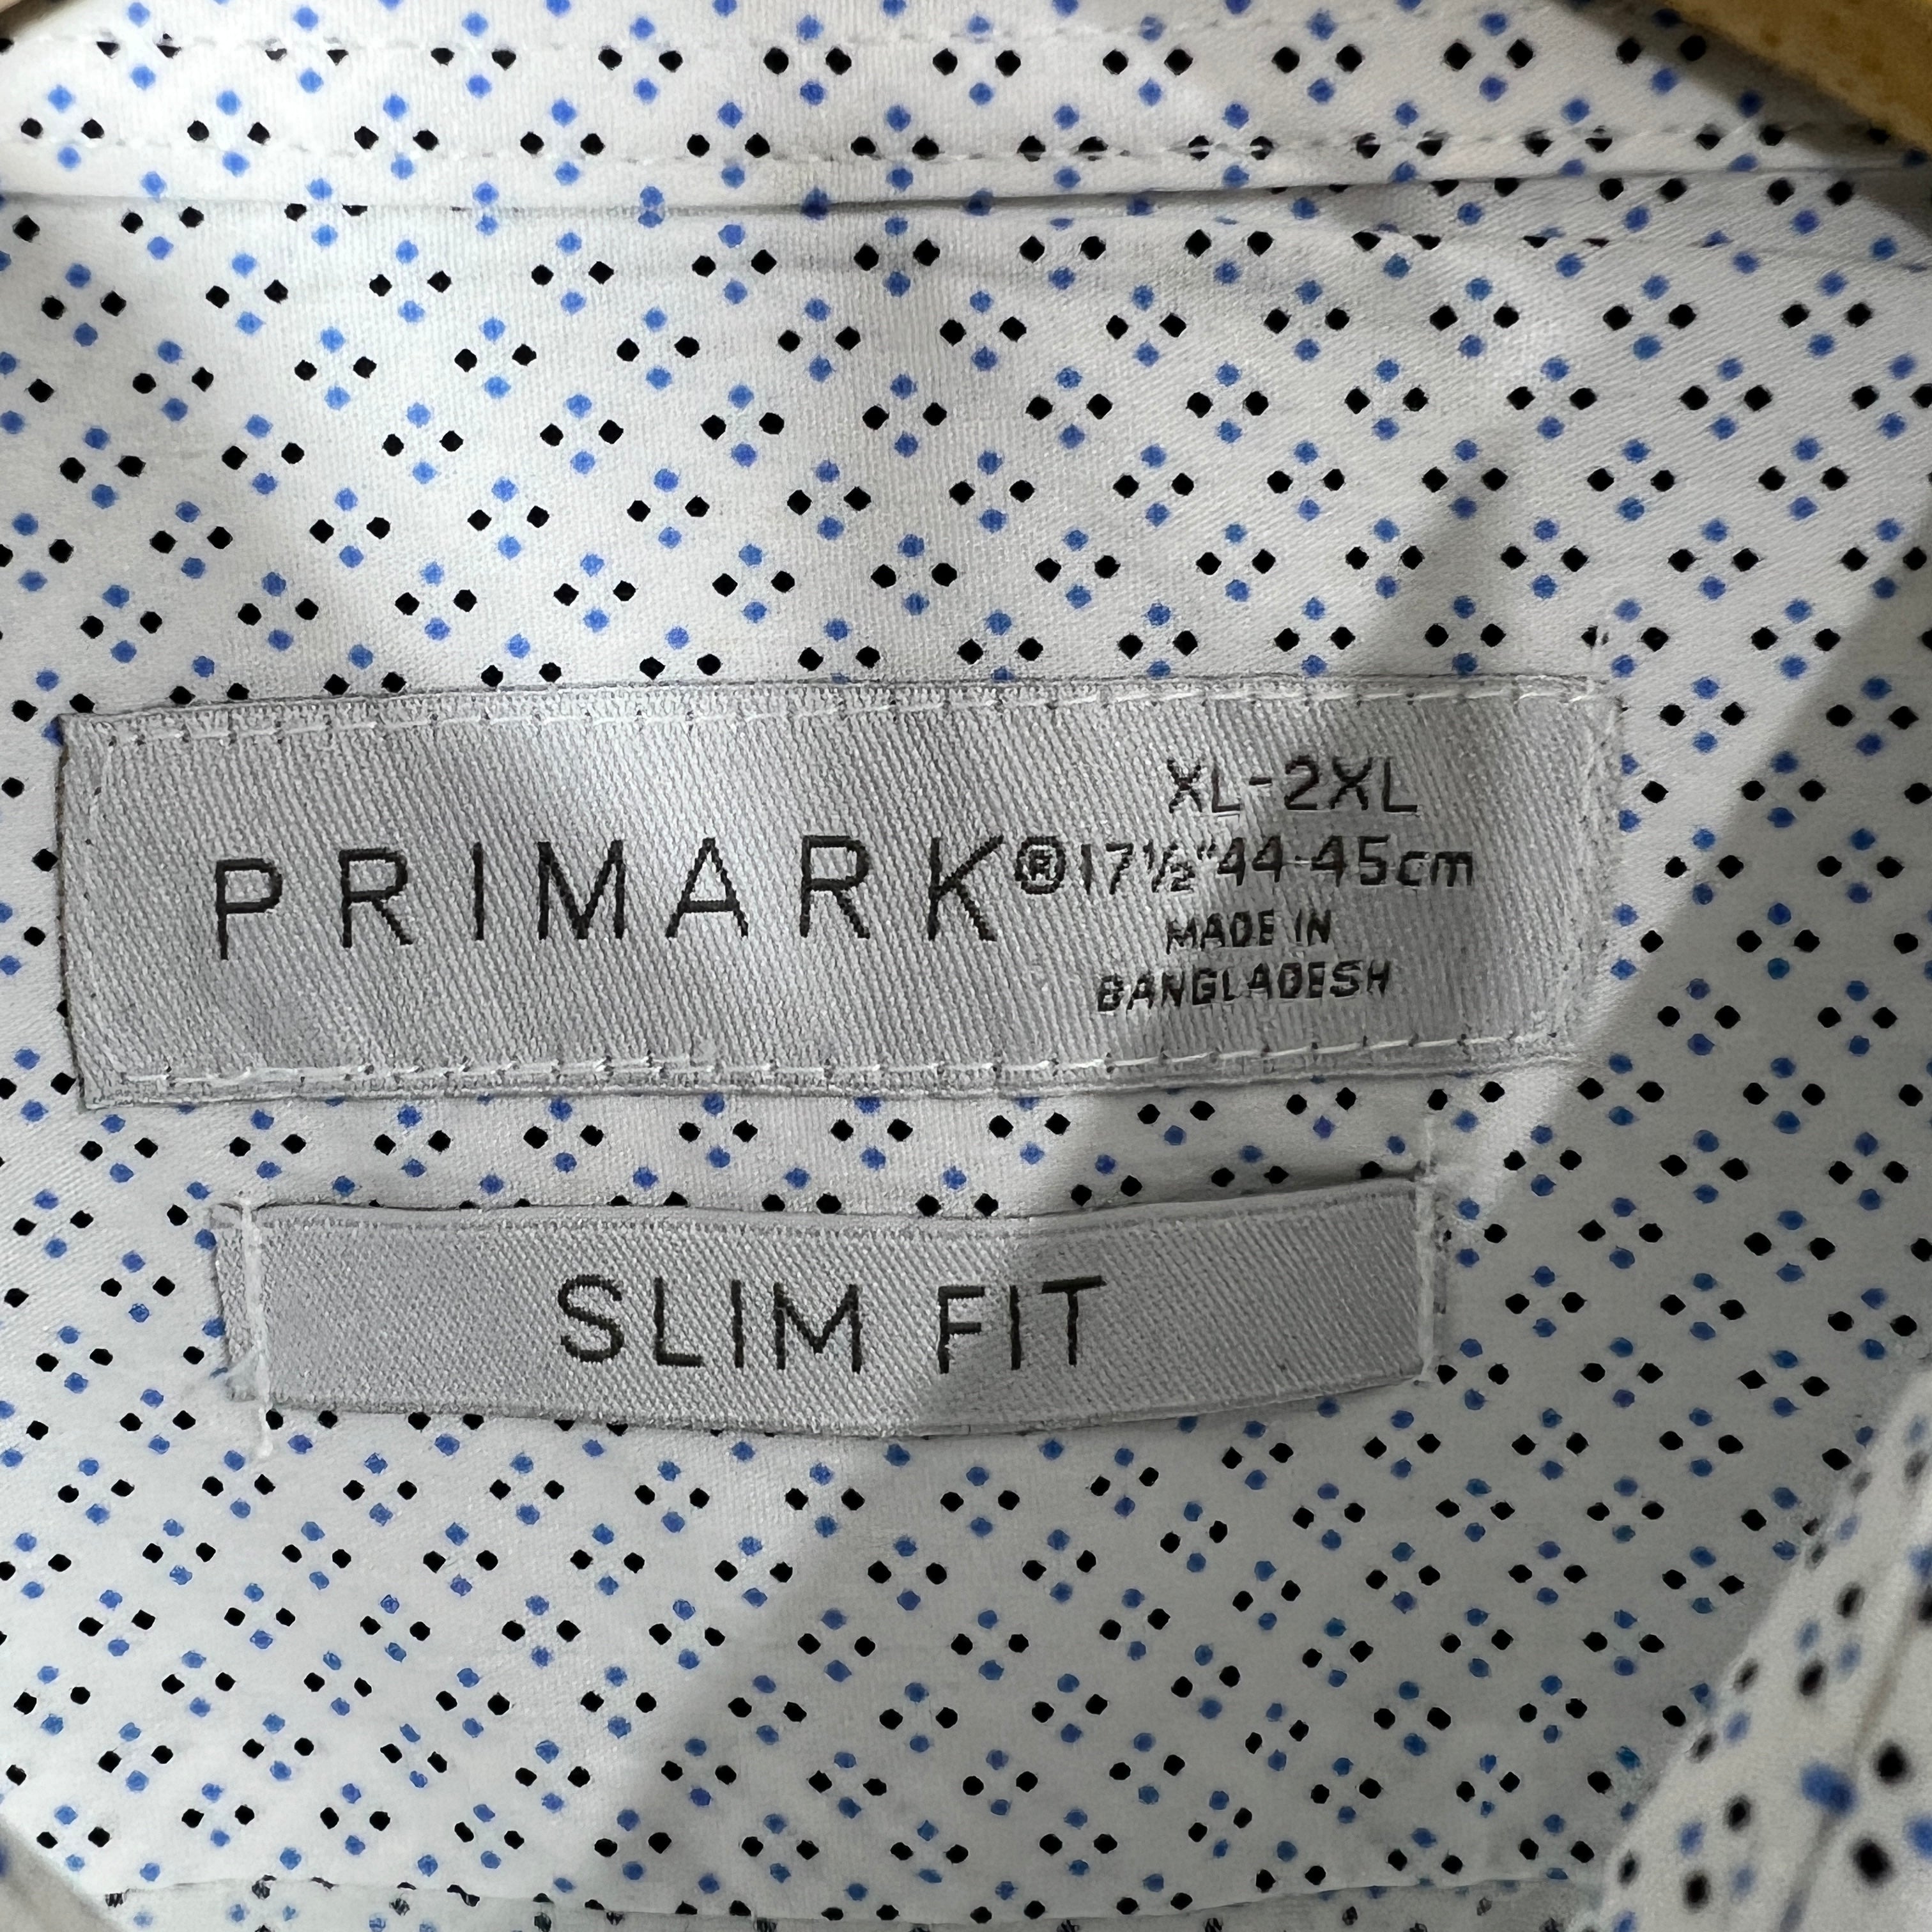 PRIMARK®
XL-2XL
17½" 44-45cm
MADE IN
BANGLADESH
SLIM FIT